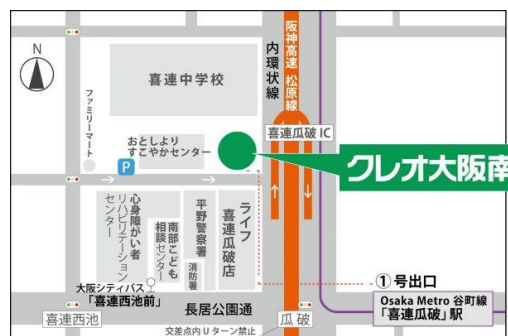 N
喜連中学校
ファミリーマート
おとしより
すこやかセンター
P
内環状線
阪神高速 松原線
喜連瓜破 IC
クレオ大阪南
心身障がい者
リハビリテーション
センター
南部こども
相談センター
平野警察署
消防署
ライフ
喜連瓜破店
大阪シティバス
「喜連西池前」
喜連西池
長居公園通
交差点内Uターン禁止
瓜破
①号出口
Osaka Metro 谷町線
「喜連瓜破」駅